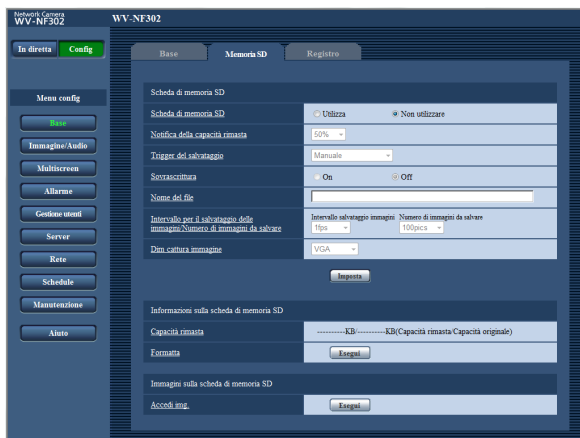 Network Camera
WV-NF302
WV-NF302
In diretta
Config
Menu config
Base
Immagine/Audio
Multiscreen
Allarme
Gestione utenti
Server
Rete
Schedule
Manutenzione
Aiuto
Base
Memoria SD
Registro
Scheda di memoria SD
Scheda di memoria SD
Utilizza
Non utilizzare
Notifica della capacità rimasta
50%
Trigger del salvataggio
Manuale
Sovrascrittura
On
Off
Nome del file
Intervallo per il salvataggio delle
immagini/Numero di immagini da salvare
Intervallo salvataggio immagini
Numero di immagini da salvare
1fps
100pics
Dim cattura immagine
VGA
Imposta
Informazioni sulla scheda di memoria SD
Capacità rimasta
----------KB/----------KB(Capacità rimasta/Capacità originale)
Formatta
Esegui
Immagini sulla scheda di memoria SD
Accedi img.
Esegui